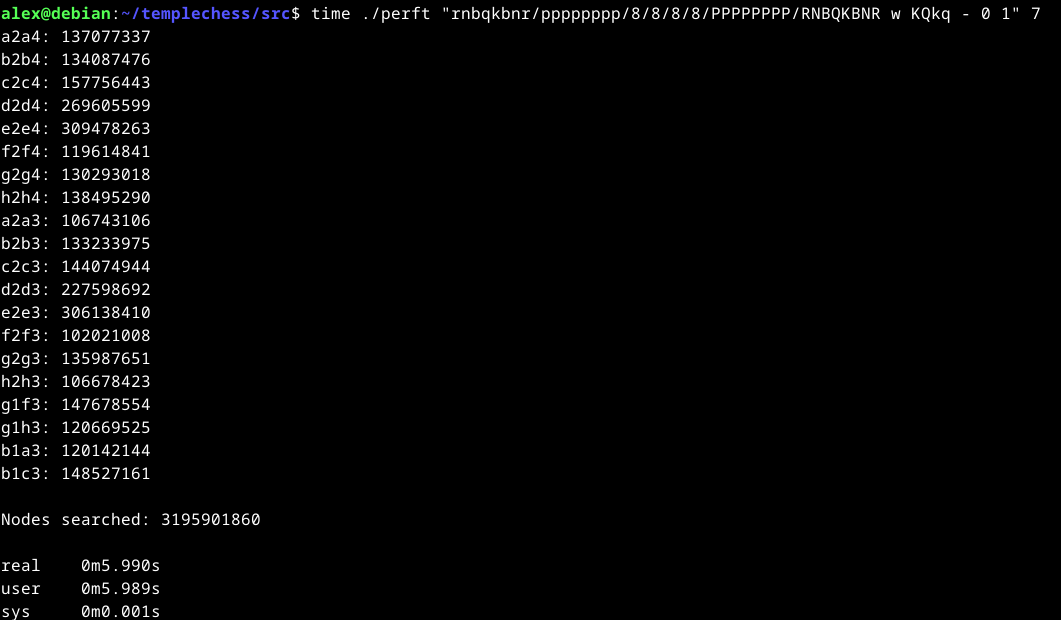 alex@debian:~/templechess/src$ time ./perft "rnbqkbnr/pppppppp/8/8/8/8/PPPPPPPP/RNBQKBNR w KQkq - 0 1" 7
a2a4: 137077337
b2b4: 134087476
c2c4: 157756443
d2d4: 269605599
e2e4: 309478263
f2f4: 119614841
g2g4: 130293018
h2h4: 138495290
a2a3: 106743106
b2b3: 133233975
c2c3: 144074944
d2d3: 227598692
e2e3: 306138410
f2f3: 102021008
g2g3: 135987651
h2h3: 106678423
g1f3: 147678554
g1h3: 120669525
b1a3: 120142144
b1c3: 148527161
Nodes searched: 3195901860
real 0m5.990s
user 0m5.989s
sys 0m0.001s